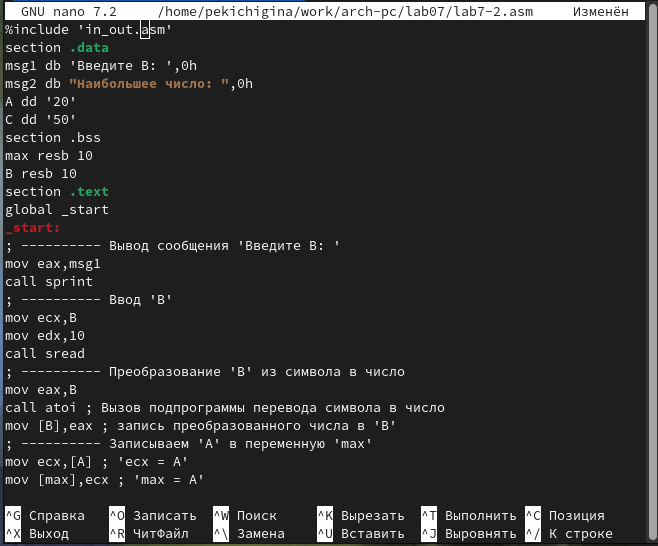 GNU nano 7.2 /home/pekichigina/work/arch-pc/lab07/lab7-2.asm Изменён
%include 'in_out.asm'
section .data
msg1 db 'Введите B: ',0h
msg2 db "Наибольшее число: ",0h
A dd '20'
C dd '50'
section .bss
max resb 10
B resb 10
section .text
global _start
_start:
; ---------- Вывод сообщения 'Введите B: '
mov eax,msg1
call sprint
; ---------- Ввод 'B'
mov ecx,B
mov edx,10
call sread
; ---------- Преобразование 'B' из символа в число
mov eax,B
call atoi ; Вызов подпрограммы перевода символа в число
mov [B],eax ; запись преобразованного числа в 'B'
; ---------- Записываем 'A' в переменную 'max'
mov ecx,[A] ; 'ecx = A'
mov [max],ecx ; 'max = A'
^G Справка ^O Записать ^W Поиск ^K Вырезать ^T Выполнить ^C Позиция
^X Выход ^R ЧитФайл ^\ Замена ^U Вставить ^J Выровнять ^/ К строке